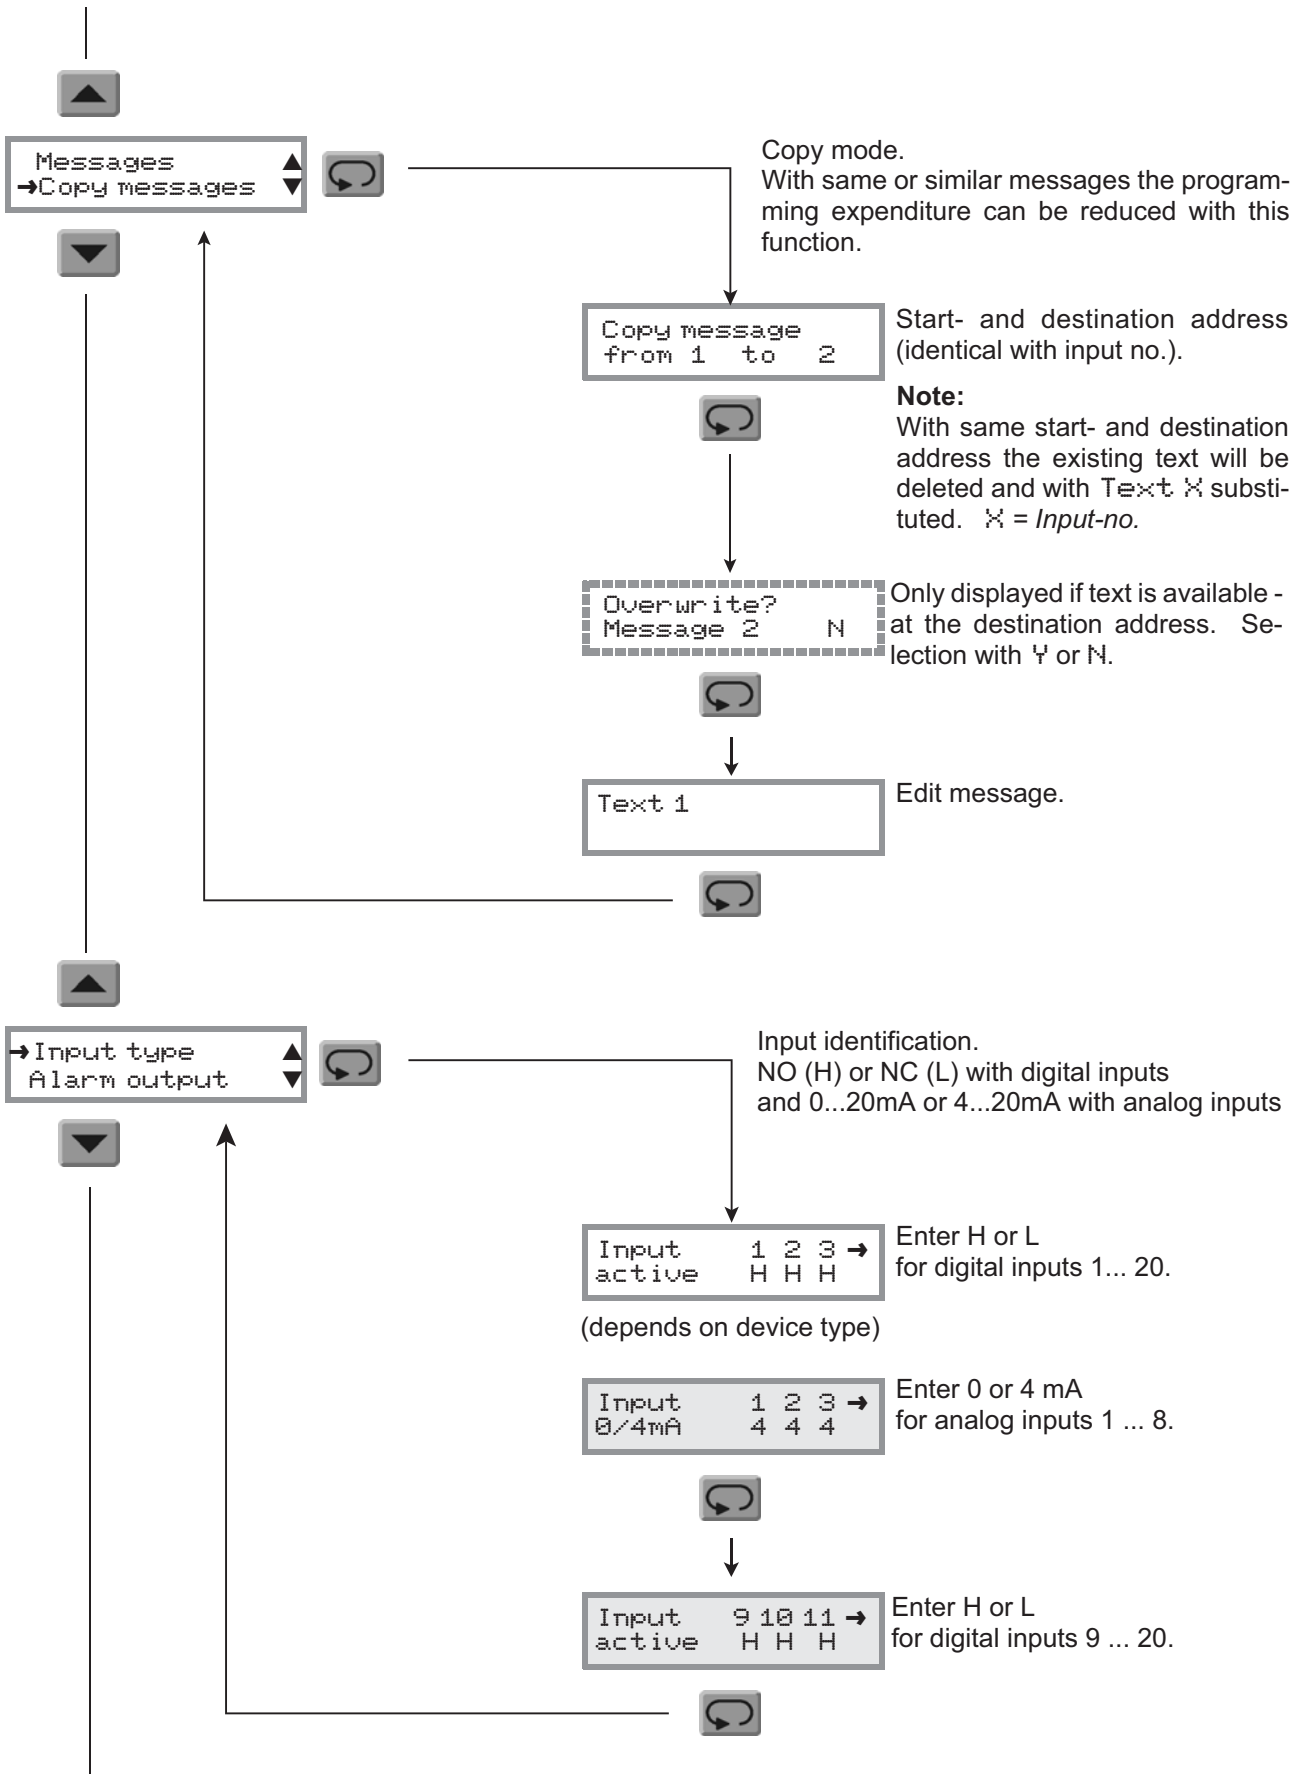 Messages ▲
→Copy messages ▼
Copy mode.
With same or similar messages the program-
ming expenditure can be reduced with this
function.
Copy message
from 1 to 2
Start- and destination address
(identical with input no.).
Note:
With same start- and destination
address the existing text will be
deleted and with Text X substi-
tuted. X = Input-no.
Overwrite?
Message 2 N
Only displayed if text is available -
at the destination address. Se-
lection with Y or N.
Text 1
Edit message.
→Input type ▲
Alarm output ▼
Input identification.
NO (H) or NC (L) with digital inputs
and 0...20mA or 4...20mA with analog inputs
Input 1 2 3 →
active H H H
Enter H or L
for digital inputs 1... 20.
(depends on device type)
Input 1 2 3 →
0/4mA 4 4 4
Enter 0 or 4 mA
for analog inputs 1 ... 8.
Input 9 10 11 →
active H H H
Enter H or L
for digital inputs 9 ... 20.